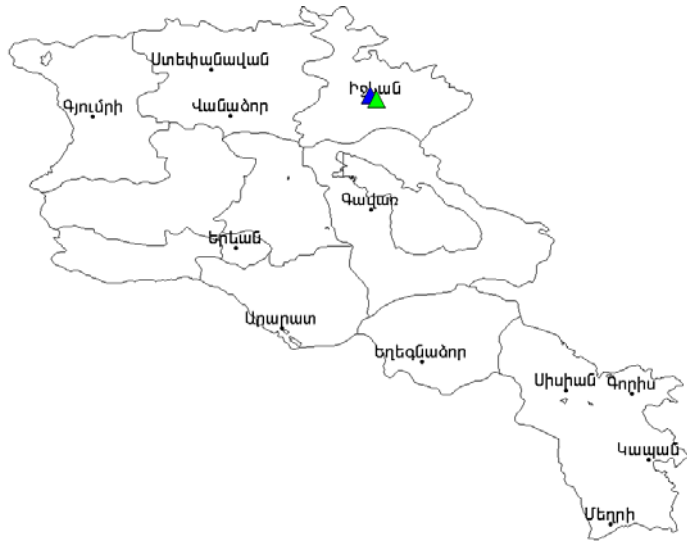 Ստեփանավան
Իջևան
Գյումրի
Վանաձոր
Գավառ
Երևան
Արարատ
Եղեգնաձոր
Սիսիան
Գորիս
Կապան
Մեղրի